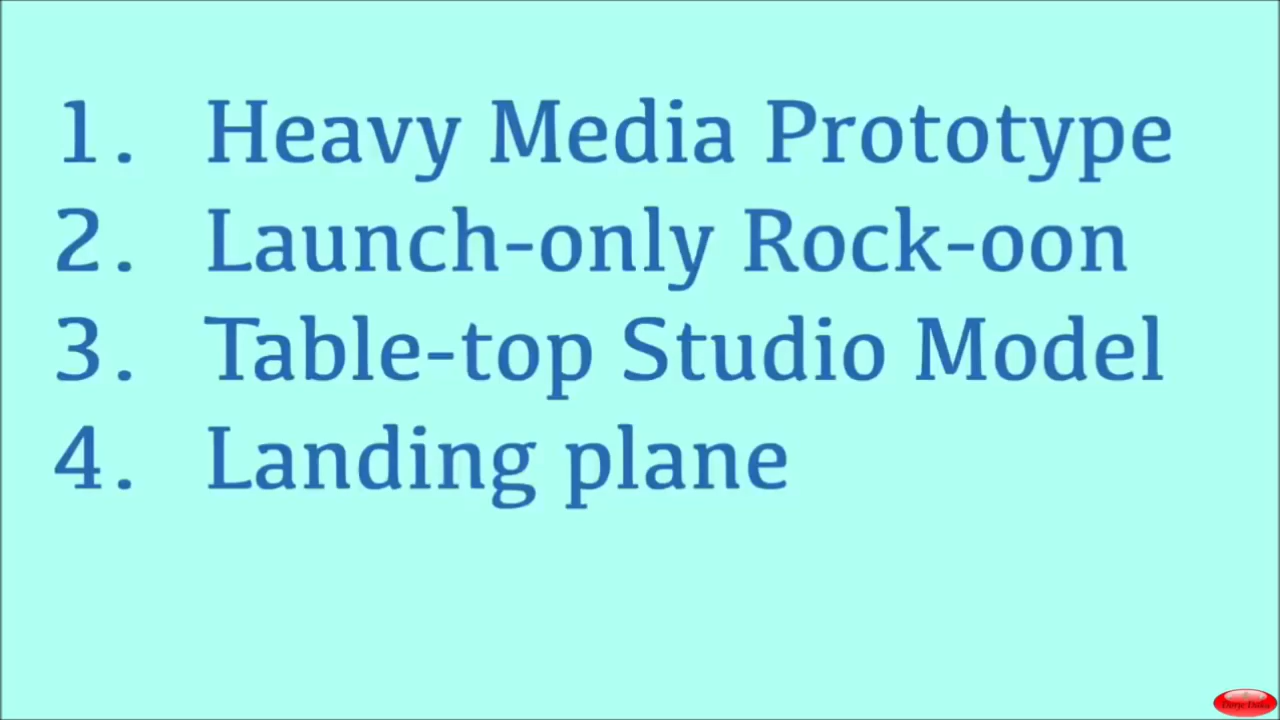 1. Heavy Media Prototype
2. Launch-only Rock-oon
3. Table-top Studio Model
4. Landing plane